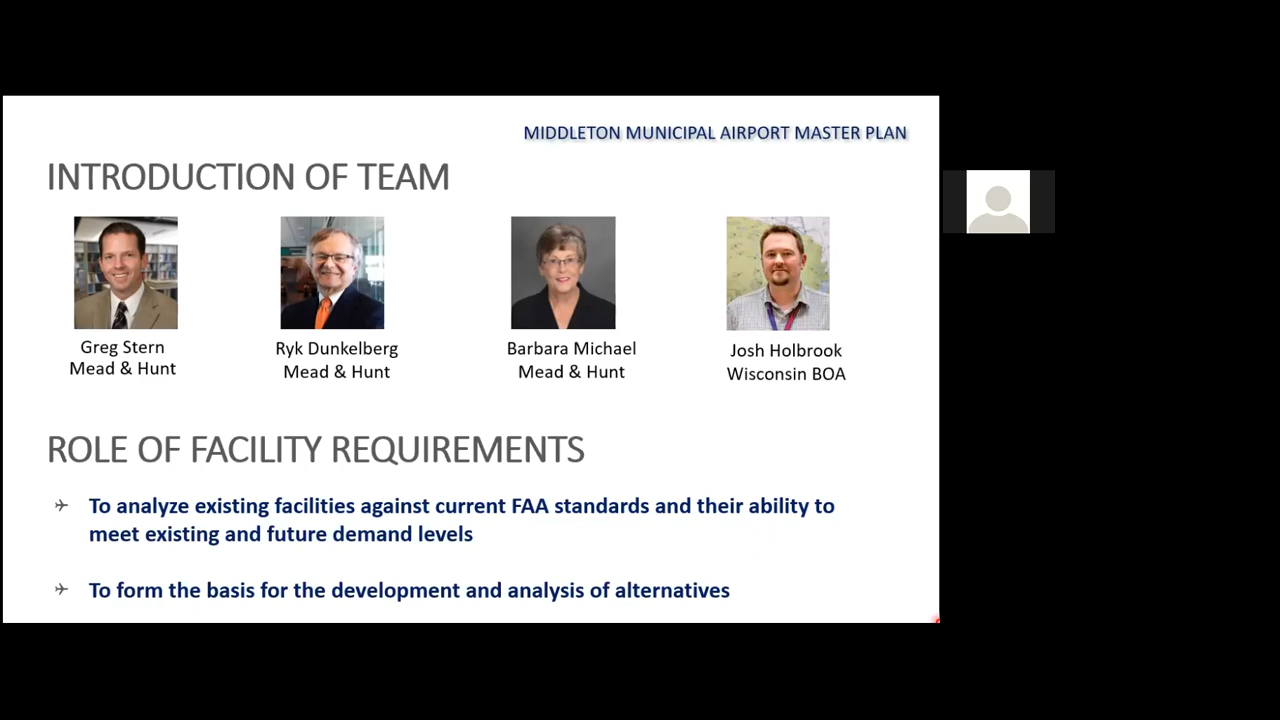 MIDDLETON MUNICIPAL AIRPORT MASTER PLAN
INTRODUCTION OF TEAM
Greg Stern
Mead & Hunt
Ryk Dunkelberg
Mead & Hunt
Barbara Michael
Mead & Hunt
Josh Holbrook
Wisconsin BOA
ROLE OF FACILITY REQUIREMENTS
To analyze existing facilities against current FAA standards and their ability to
meet existing and future demand levels
To form the basis for the development and analysis of alternatives